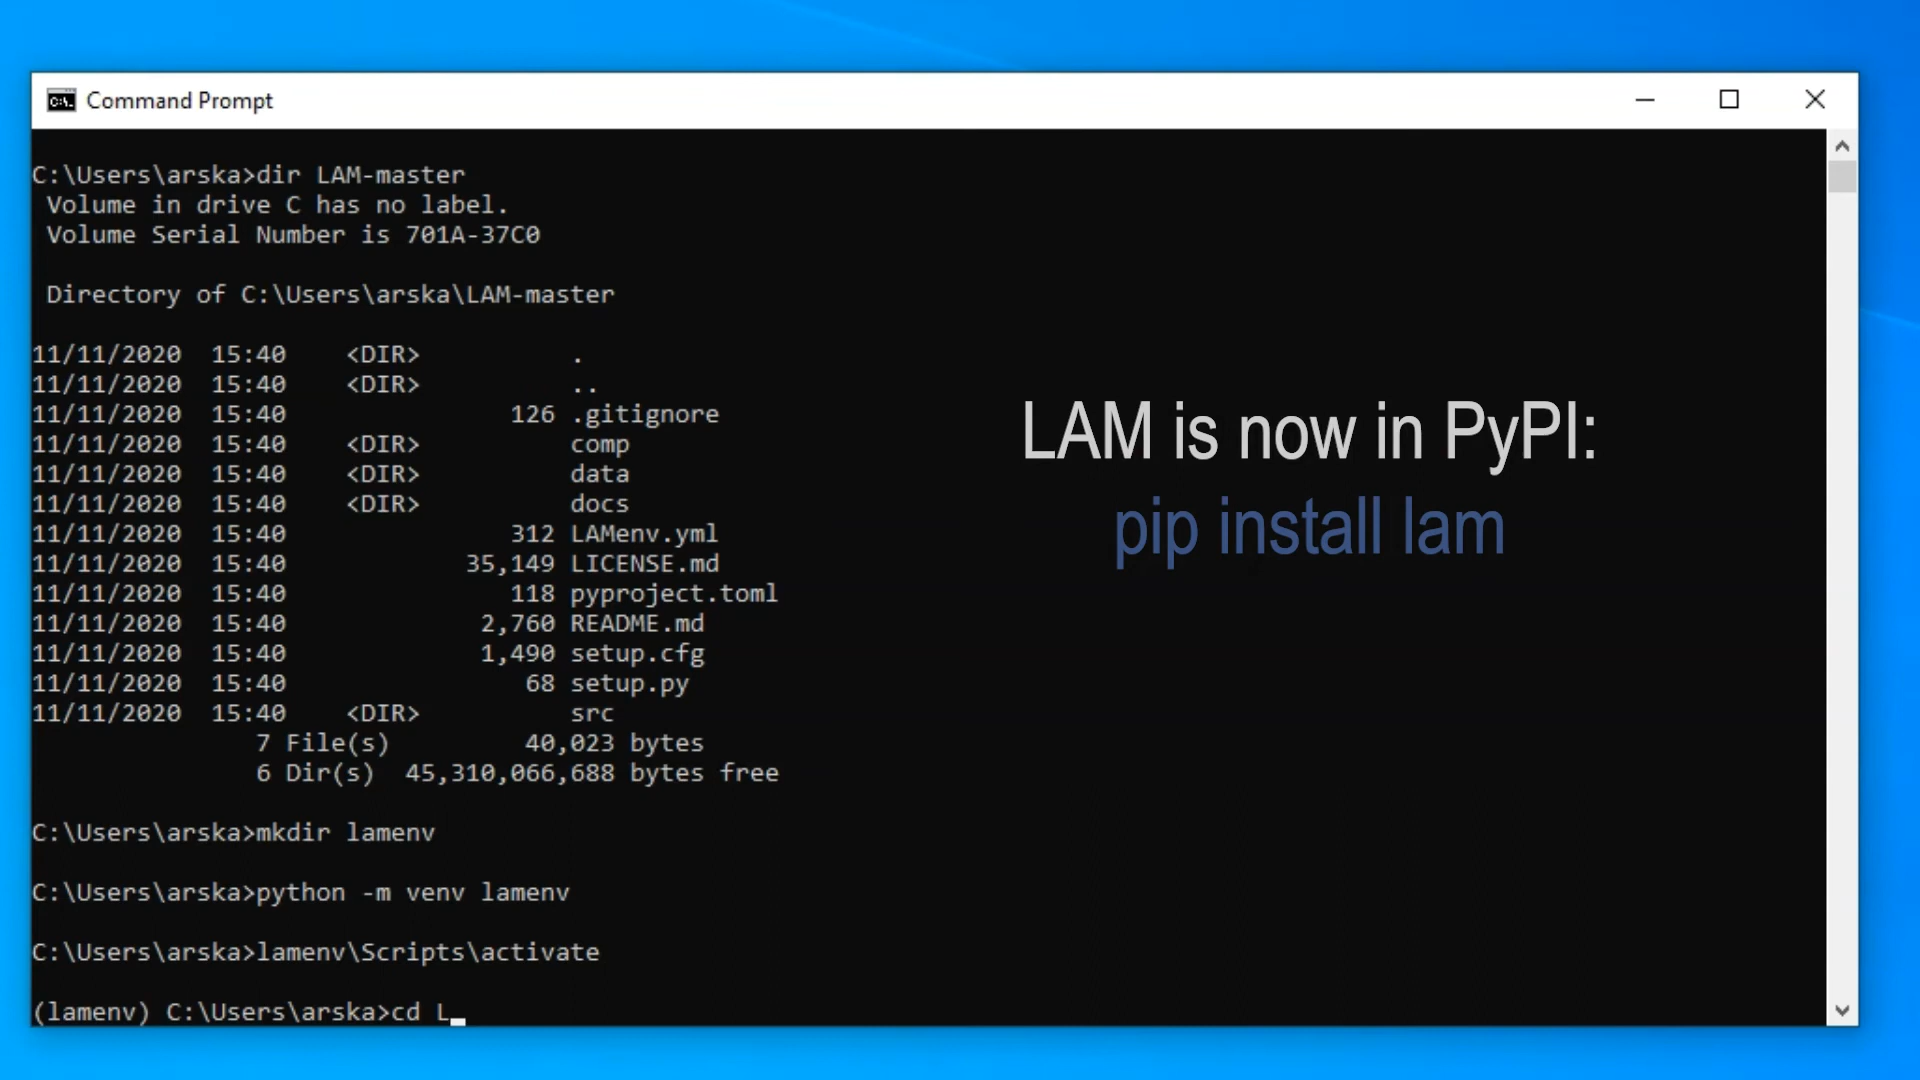 Command Prompt
C:\Users\arska>dir LAM-master
Volume in drive C has no label.
Volume Serial Number is 701A-37C0
Directory of C:\Users\arska\LAM-master
11/11/2020  15:40    <DIR>          .
11/11/2020  15:40    <DIR>          ..
11/11/2020  15:40               126 .gitignore
11/11/2020  15:40    <DIR>          comp
11/11/2020  15:40    <DIR>          data
11/11/2020  15:40    <DIR>          docs
11/11/2020  15:40               312 LAMenv.yml
11/11/2020  15:40            35,149 LICENSE.md
11/11/2020  15:40               118 pyproject.toml
11/11/2020  15:40             2,760 README.md
11/11/2020  15:40             1,490 setup.cfg
11/11/2020  15:40                68 setup.py
11/11/2020  15:40    <DIR>          src
7 File(s)         40,023 bytes
6 Dir(s)  45,310,066,688 bytes free
C:\Users\arska>mkdir lamenv
C:\Users\arska>python -m venv lamenv
C:\Users\arska>lamenv\Scripts\activate
(lamenv) C:\Users\arska>cd L
LAM is now in PyPI:
pip install lam